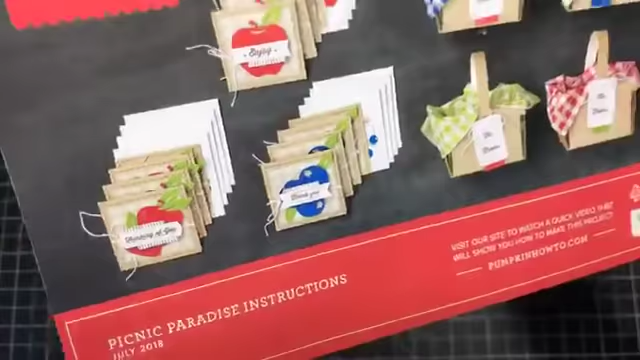 Enjoy
Thinking of You
Thank you
VISIT OUR SITE TO WATCH A QUICK VIDEO THAT
WILL SHOW YOU HOW TO MAKE THIS PROJECT!
PUMPKINHOWTO.COM
PICNIC PARADISE INSTRUCTIONS
JULY 2018